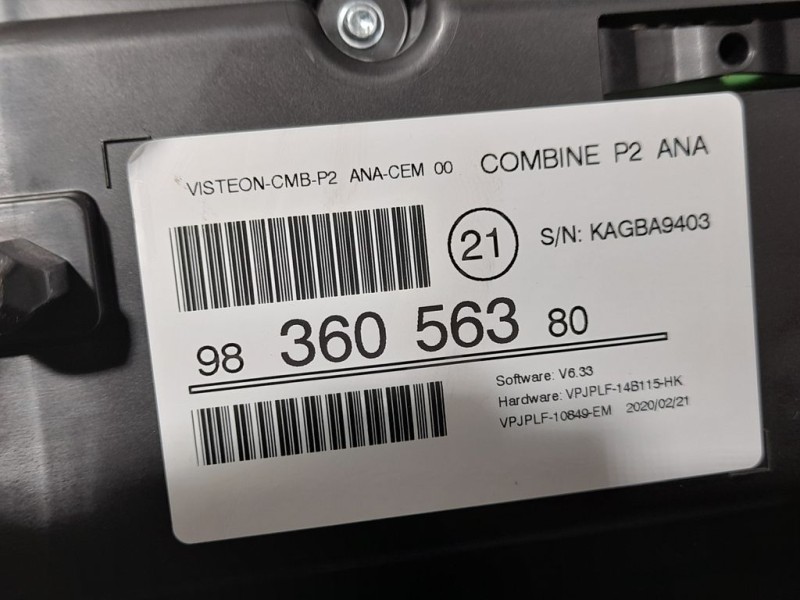 VISTEON-CMB-P2 ANA-CEM 00
COMBINE P2 ANA
21
S/N: KAGBA9403
98 360 563 80
Software: V6.33
Hardware: VPJPLF-14B115-HK
VPJPLF-10849-EM 2020/02/21